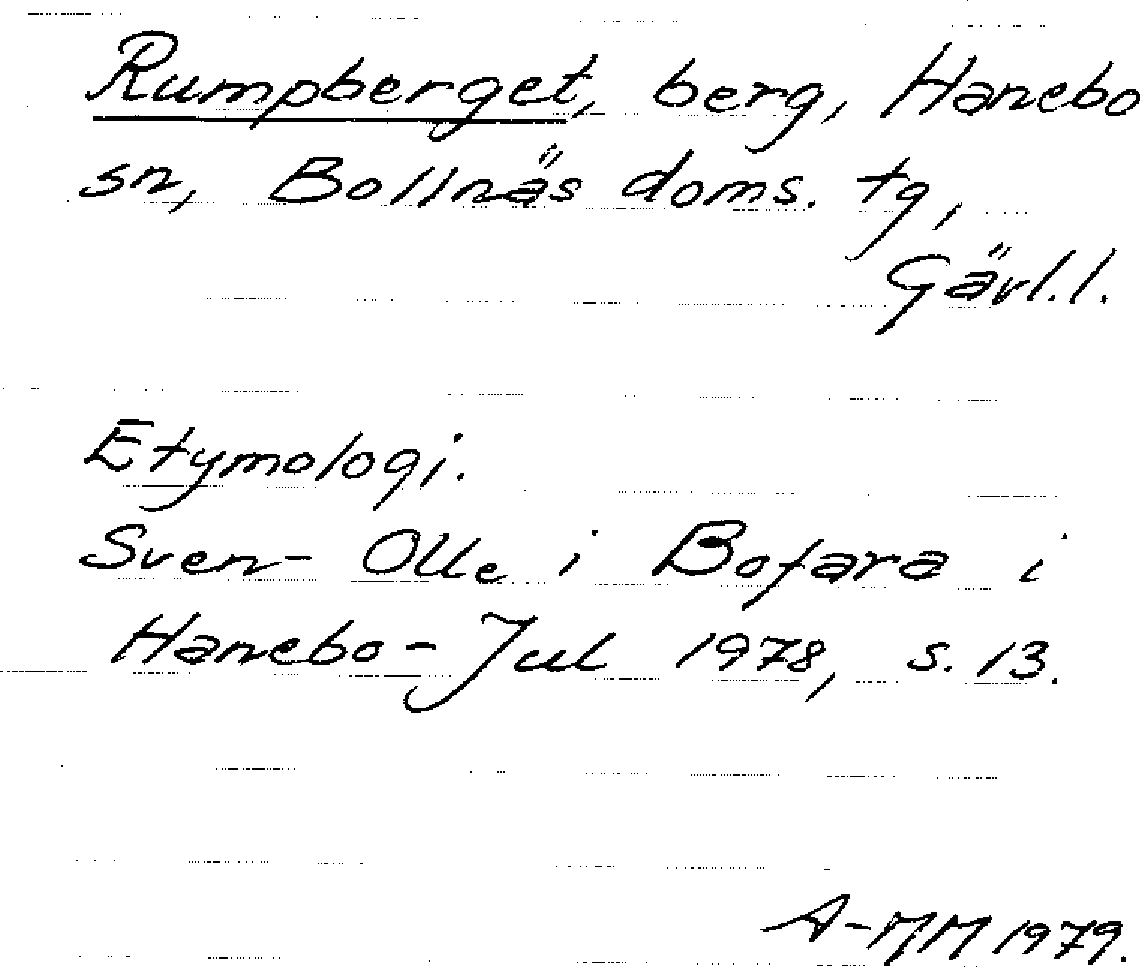 Rumpberget, berg, Hanebo
sn, Bollnäs doms. tg,
Gävl.l.
Etymologi.
Sven-Olle i Bofara i
Hanebo-Jul 1978, s. 13.
A-MM 1979.